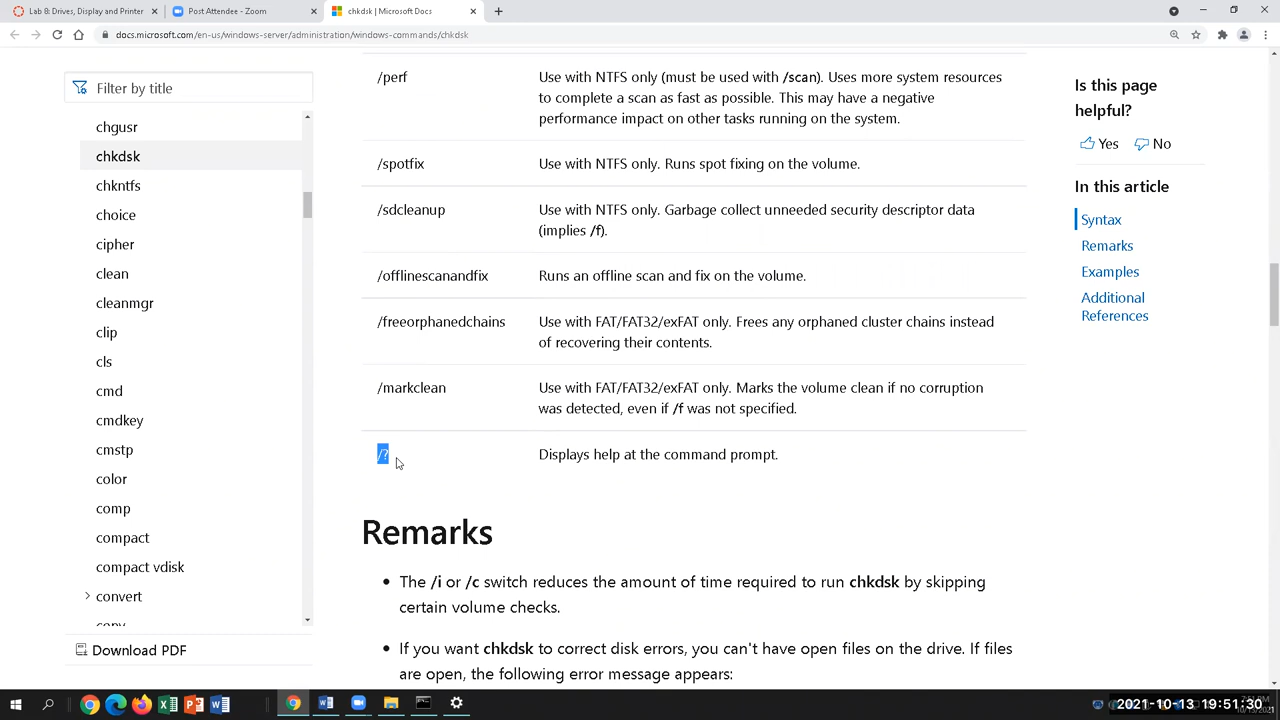 Lab 8: Drives, Display and Printer
Post Attendee - Zoom
chkdsk | Microsoft Docs
docs.microsoft.com/en-us/windows-server/administration/windows-commands/chkdsk
Filter by title
chgusr
chkdsk
chkntfs
choice
cipher
clean
cleanmgr
clip
cls
cmd
cmdkey
cmstp
color
comp
compact
compact vdisk
convert
copy
Download PDF
/perf
Use with NTFS only (must be used with /scan). Uses more system resources
to complete a scan as fast as possible. This may have a negative
performance impact on other tasks running on the system.
/spotfix
Use with NTFS only. Runs spot fixing on the volume.
/sdcleanup
Use with NTFS only. Garbage collect unneeded security descriptor data
(implies /f).
/offlinescanandfix
Runs an offline scan and fix on the volume.
/freeorphanedchains
Use with FAT/FAT32/exFAT only. Frees any orphaned cluster chains instead
of recovering their contents.
/markclean
Use with FAT/FAT32/exFAT only. Marks the volume clean if no corruption
was detected, even if /f was not specified.
/?
Displays help at the command prompt.
Remarks
• The /i or /c switch reduces the amount of time required to run chkdsk by skipping
certain volume checks.
• If you want chkdsk to correct disk errors, you can't have open files on the drive. If files
are open, the following error message appears:
Is this page
helpful?
Yes
No
In this article
Syntax
Remarks
Examples
Additional
References
2021-10-13 19:51:30